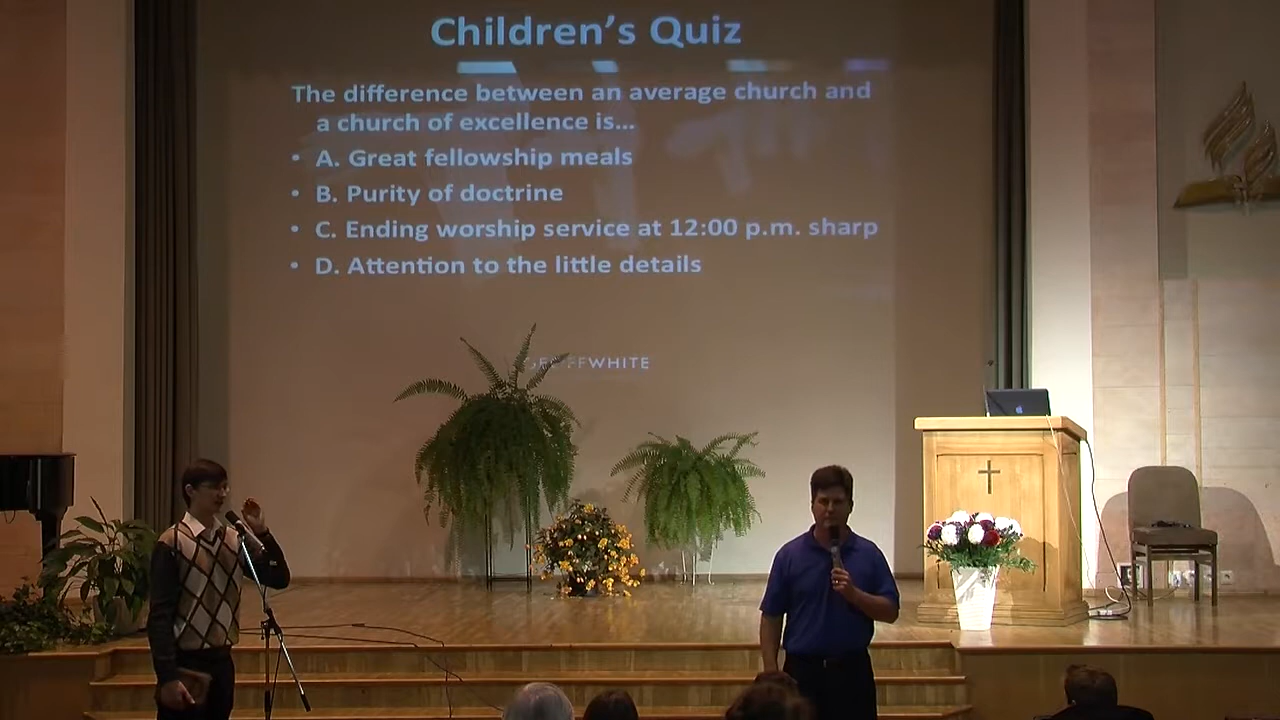 Children's Quiz
The difference between an average church and
a church of excellence is...
• A. Great fellowship meals
• B. Purity of doctrine
• C. Ending worship service at 12:00 p.m. sharp
• D. Attention to the little details
WHITE